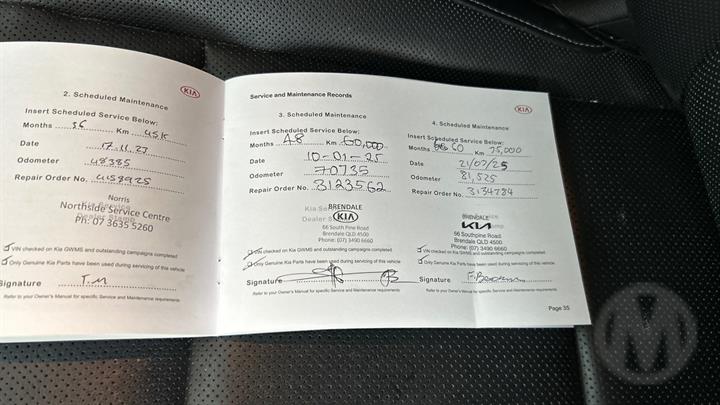 KIA
2. Scheduled Maintenance
Insert Scheduled Service Below:
Months 36 Km 45K
Date 17.11.23
Odometer 48385
Repair Order No. 4158925
Norris
Kia Service
Northside Service Centre
Dealer Stamp
PH: 07 3635 5260
VIN checked on Kia GWMS and outstanding campaigns completed
Only Genuine Kia Parts have been used during servicing of this vehicle
Signature T.M
Refer to your Owner's Manual for specific Service and Maintenance requirements
Service and Maintenance Records
3. Scheduled Maintenance
Insert Scheduled Service Below:
Months 48 Km 60,000
Date 10-01-25
Odometer 70735
Repair Order No. 3123562
BRENDALE
Kia Se
Dealer S
KIA
66 South Pine Road
Brendale QLD 4500
Phone: (07) 3490 6660
VIN checked on Kia GWMS and outstanding campaigns completed
Only Genuine Kia Parts have been used during servicing of this vehicle
Signature
Refer to your Owner's Manual for specific Service and Maintenance requirements
KIA
4. Scheduled Maintenance
Insert Scheduled Service Below:
Months 60 Km 75,000
Date 21/07/25
Odometer 81,525
Repair Order No. 3134784
BRENDALE
KIA
66 Southpine Road
Brendale QLD 4500
Phone: (07) 3490 6660
VIN checked on Kia GWMS and outstanding campaigns completed
Only Genuine Kia Parts have been used during servicing of this vehicle
Signature
Refer to your Owner's Manual for specific Service and Maintenance requirements
Page 35
M